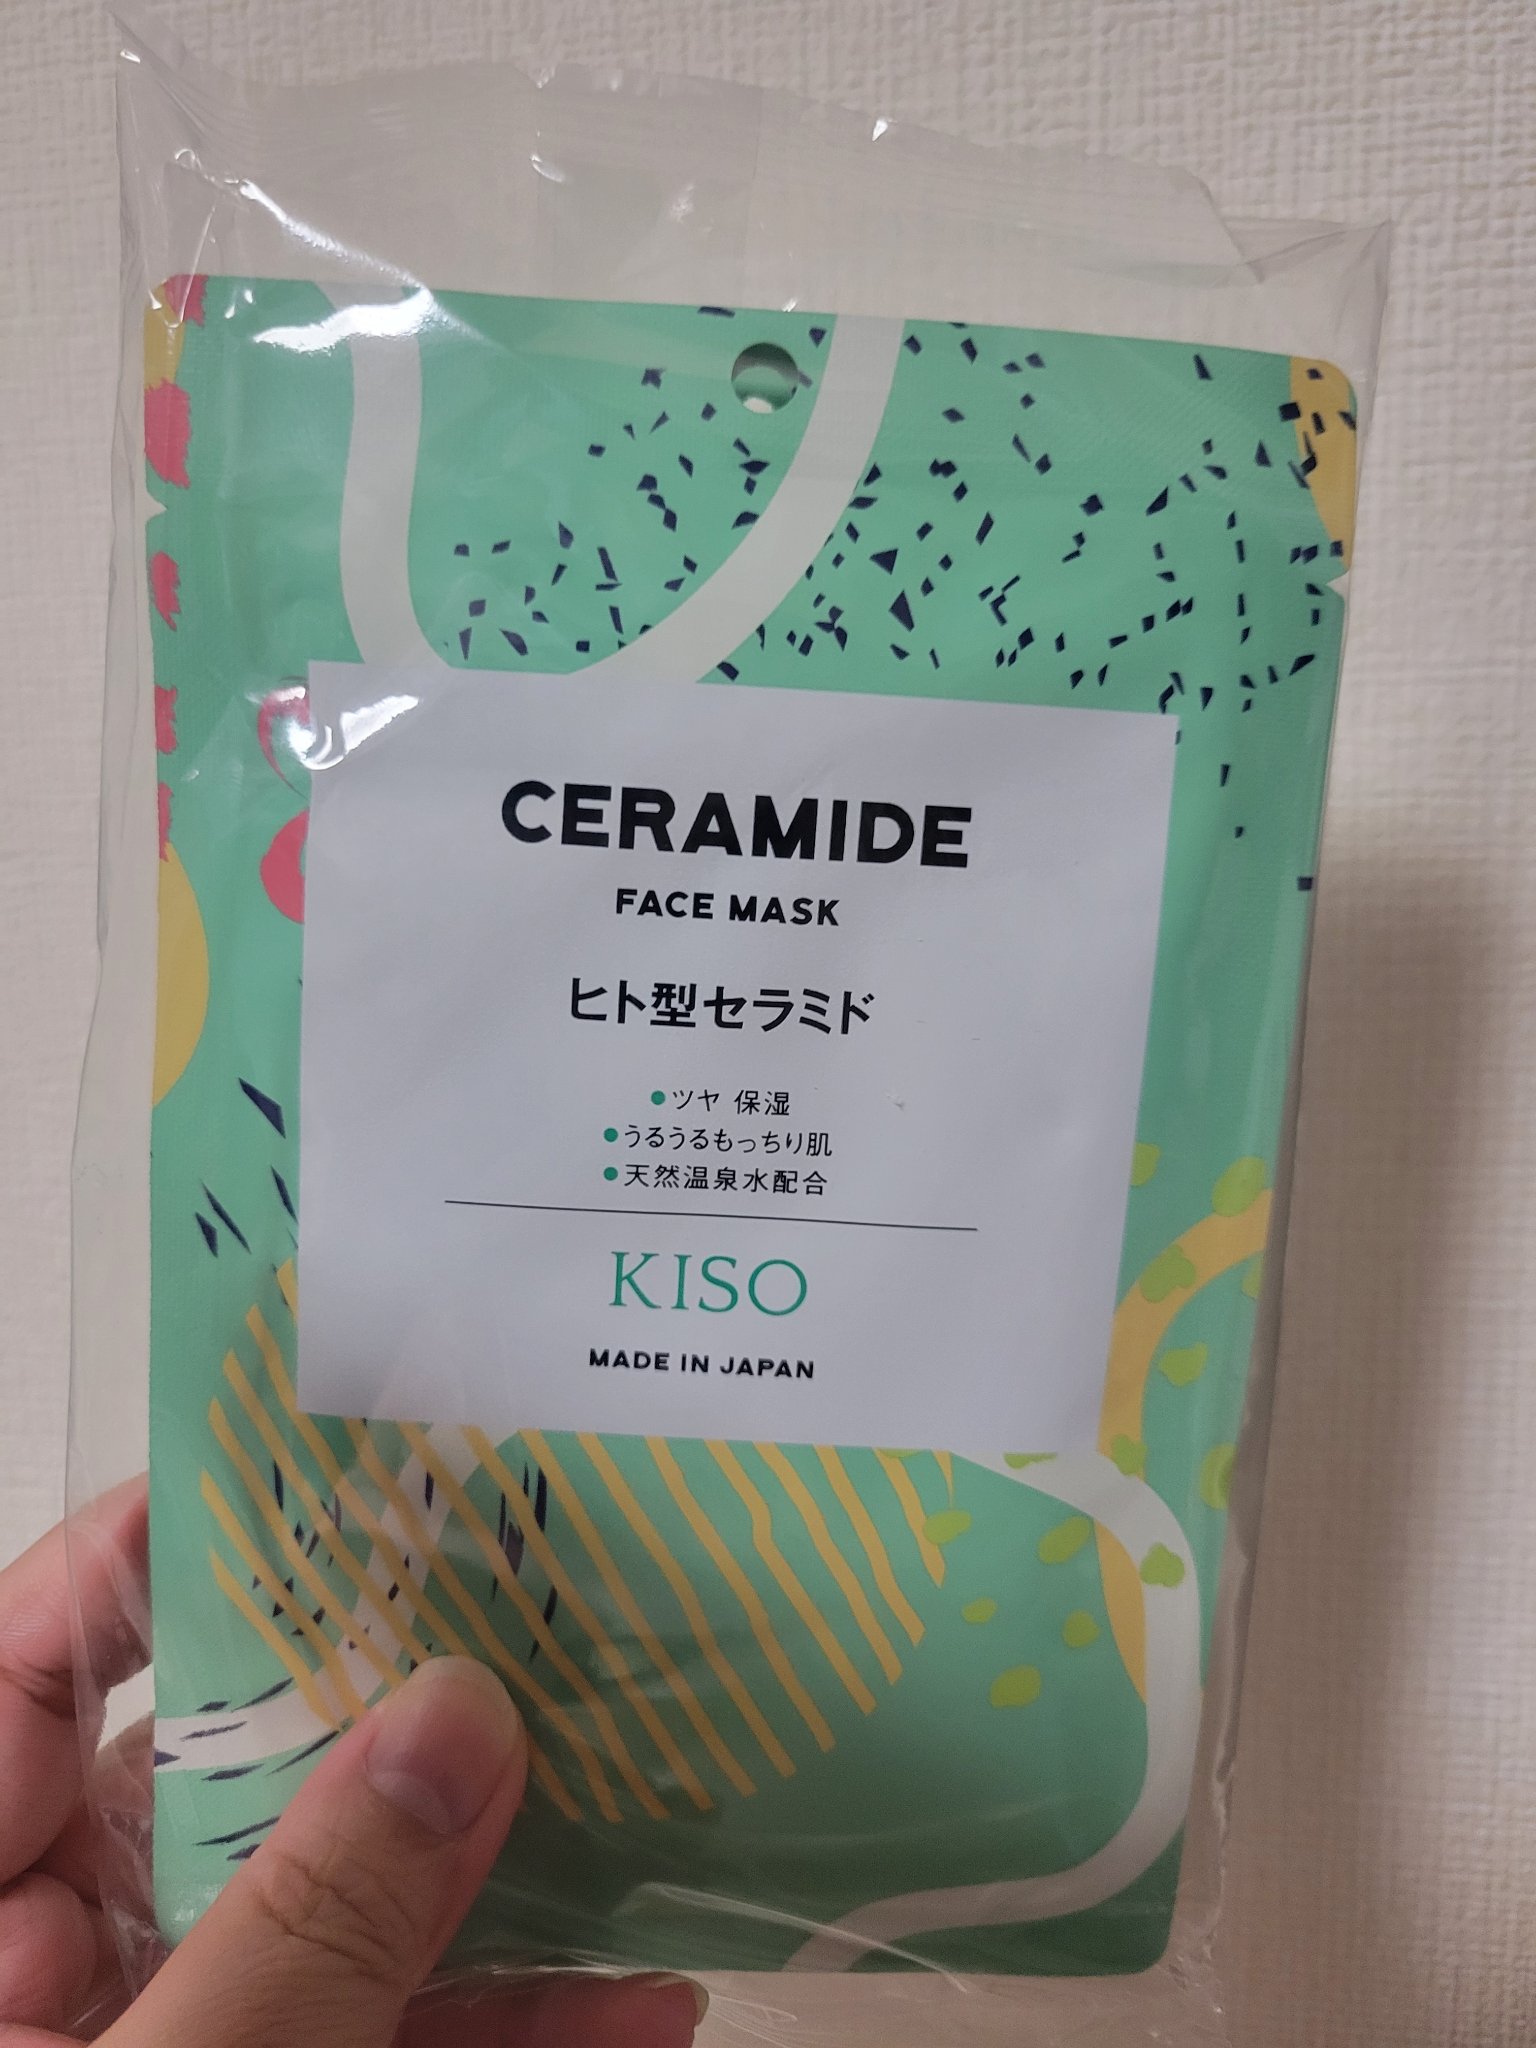 CERAMIDE
FACE MASK
ヒト型セラミド
●ツヤ 保湿
●うるうるもっちり肌
●天然温泉水配合
KISO
MADE IN JAPAN